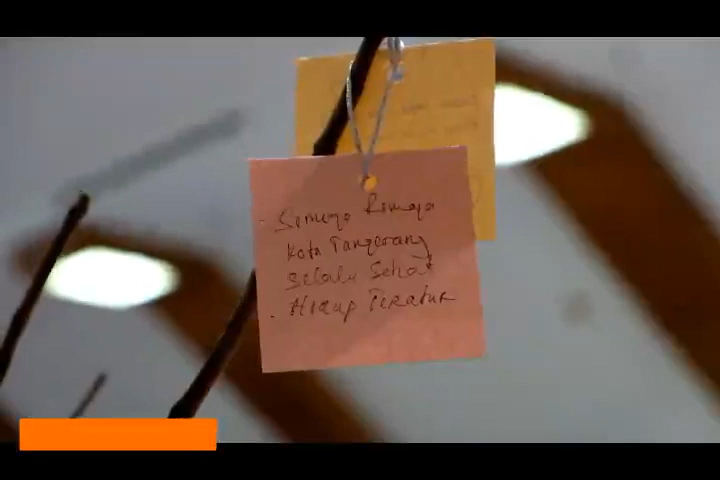 - Semoga Remaja
Kota Tangerang
Selalu Sehat
- Hidup Teratur